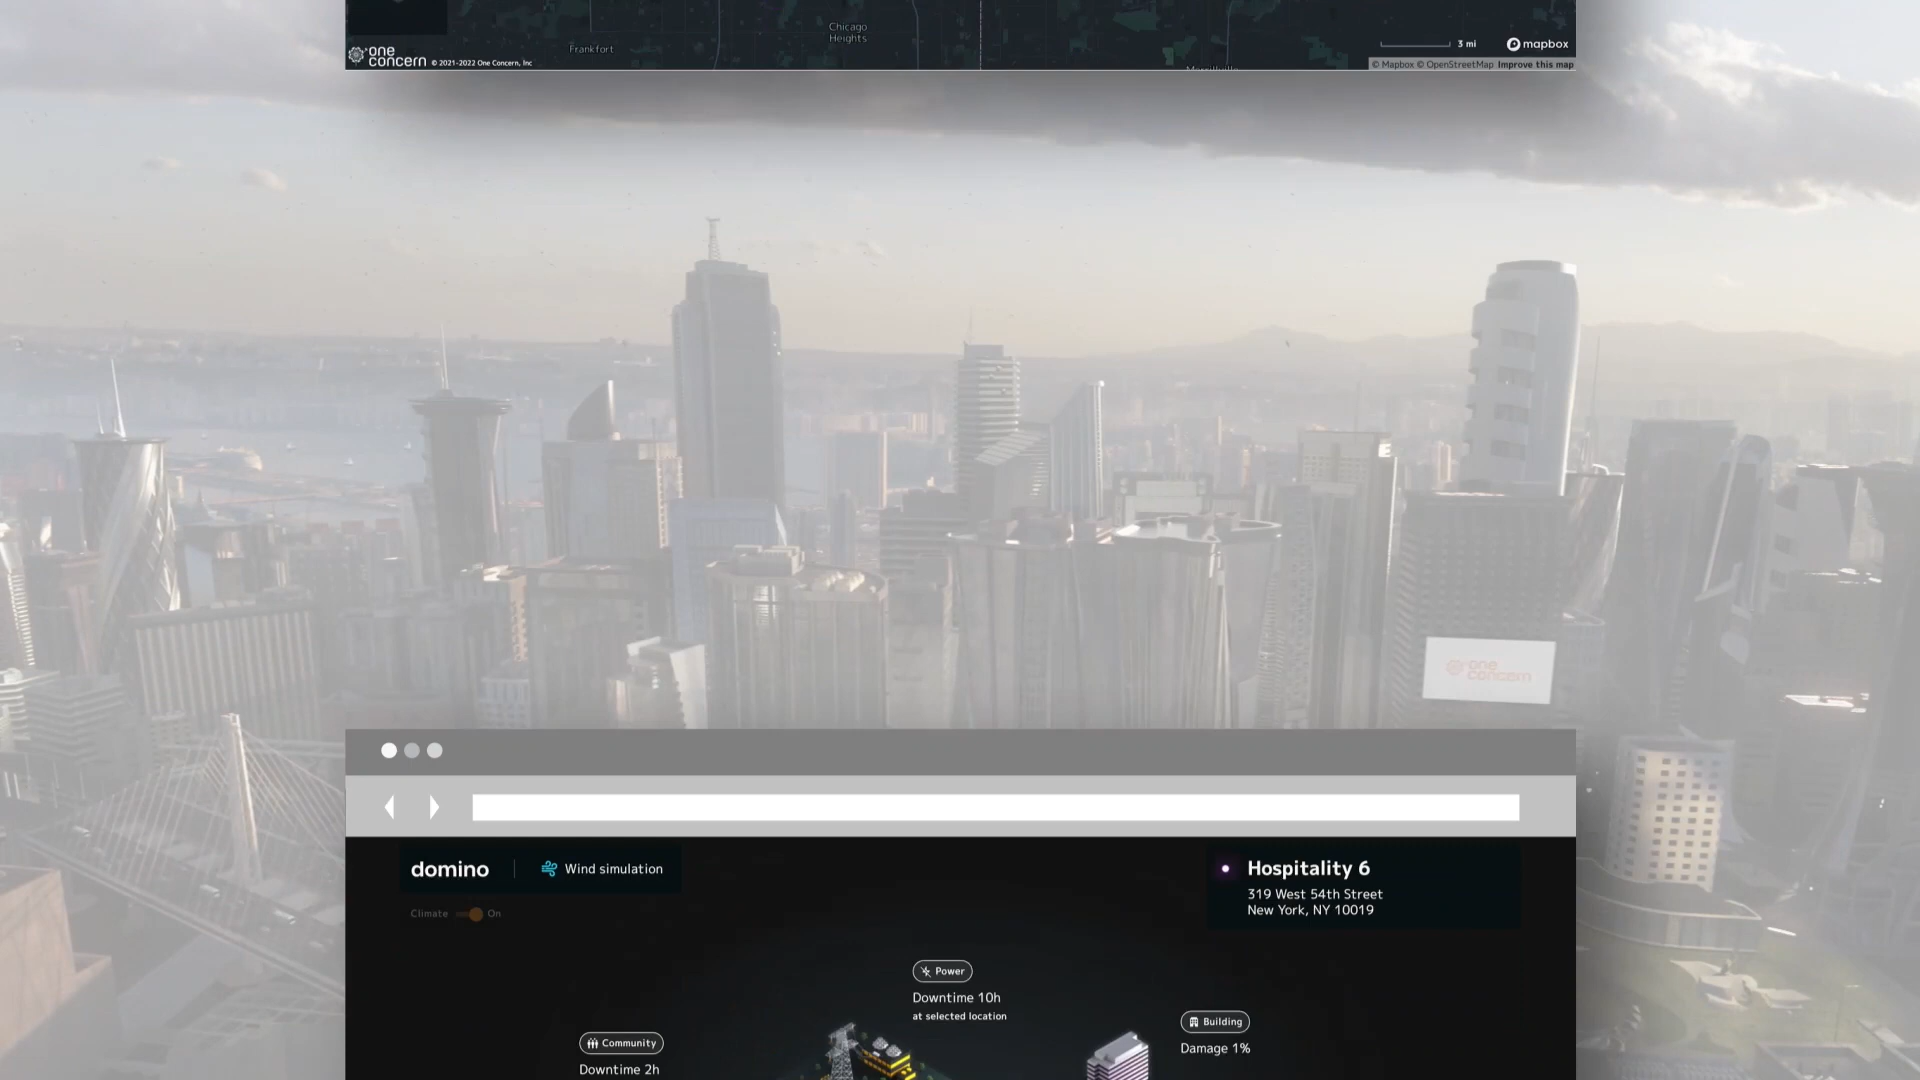 Chicago
Heights
Frankfort
one
concern
© 2021-2022 One Concern, Inc
3 mi
mapbox
© Mapbox © OpenStreetMap Improve this map
one
concern
domino
Wind simulation
Hospitality 6
319 West 54th Street
New York, NY 10019
Climate On
Power
Downtime 10h
at selected location
Building
Damage 1%
Community
Downtime 2h